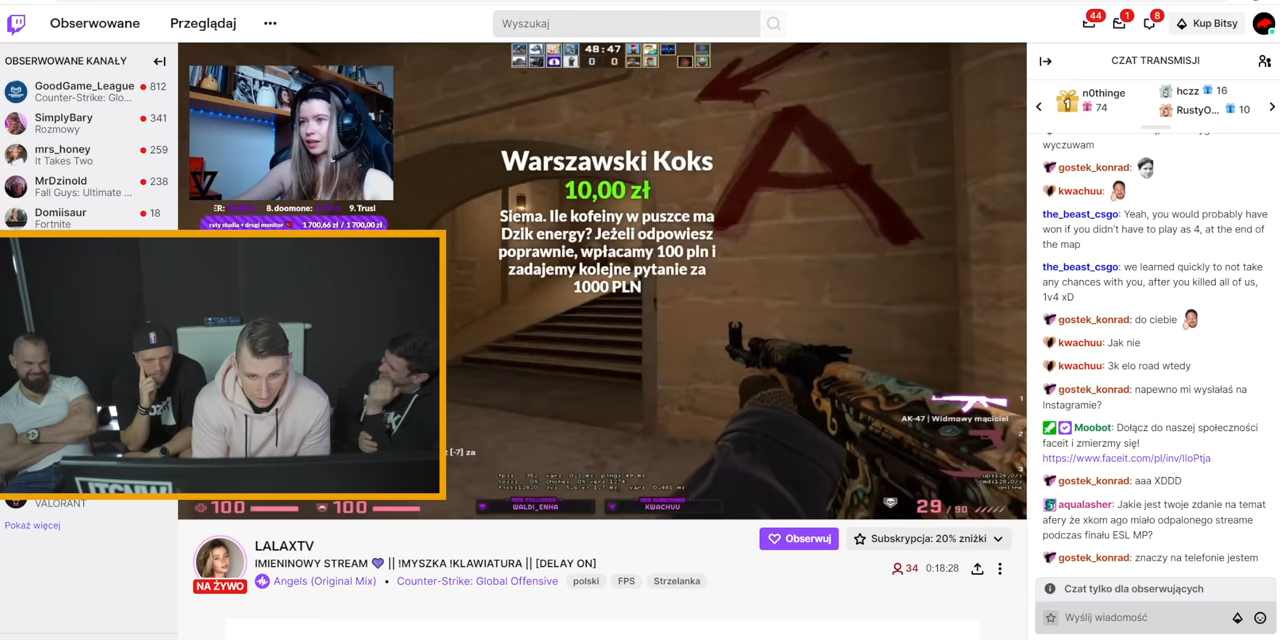 Obserwowane
Przeglądaj
Wyszukaj
44
1
8
Kup Bitsy
OBSERWOWANE KANAŁY
GoodGame_League
812
Counter-Strike: Glo...
SimplyBary
341
Rozmowy
mrs_honey
259
It Takes Two
MrDzinold
238
Fall Guys: Ultimate ...
Domiisaur
18
Fortnite
VALORANT
Pokaż więcej
48:47
0 0
8.doomone:
9. Trusl
raty studia + drugi monitor
1 700,66 zł / 1 700,00 zł
Warszawski Koks
10,00 zł
Siema. Ile kofeiny w puszce ma
Dzik energy? Jeżeli odpowiesz
poprawnie, wpłacamy 100 pln i
zadajemy kolejne pytanie za
1000 PLN
AK-47 | Widmowy mściciel
[-7] za
100
100
WALDI_ENHA
KWACHUU
29 / 90
LALAXTV
IMIENINOWY STREAM 💜 || !MYSZKA !KLAWIATURA || [DELAY ON]
Angels (Original Mix) • Counter-Strike: Global Offensive
polski
FPS
Strzelanka
NA ŻYWO
Obserwuj
Subskrypcja: 20% zniżki
34
0:18:28
CZAT TRANSMISJI
1
n0thinge
74
hczz 16
RustyO... 10
wyczuwam
gostek_konrad:
kwachuu:
the_beast_csgo: Yeah, you would probably have
won if you didn't have to play as 4, at the end of
the map
the_beast_csgo: we learned quickly to not take
any chances with you, after you killed all of us,
1v4 xD
gostek_konrad: do ciebie
kwachuu: Jak nie
kwachuu: 3k elo road wtedy
gostek_konrad: napewno mi wysłałaś na
Instagramie?
Moobot: Dołącz do naszej społeczności
faceit i zmierzmy się!
https://www.faceit.com/pl/inv/IloPtja
gostek_konrad: aaa XDDD
aqualasher: Jakie jest twoje zdanie na temat
afery że xkom ago miało odpalonego streame
podczas finału ESL MP?
gostek_konrad: znaczy na telefonie jestem
Czat tylko dla obserwujących
Wyślij wiadomość